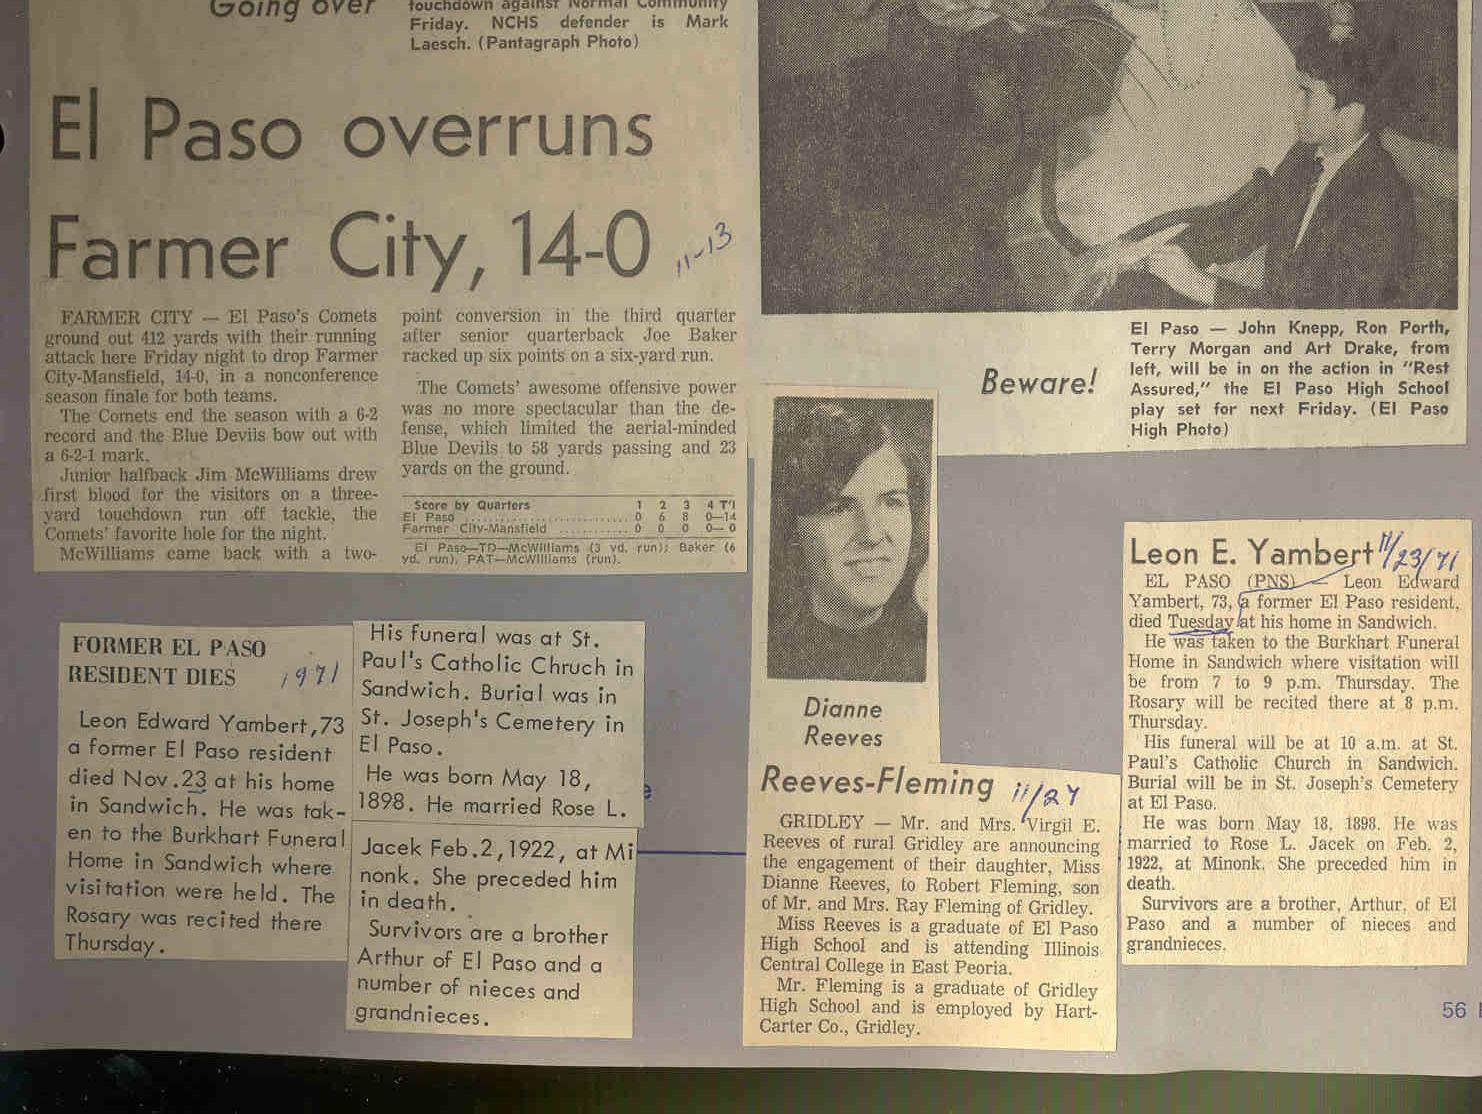 Going over
touchdown against Normal Community
Friday. NCHS defender is Mark
Laesch. (Pantagraph Photo)
El Paso overruns
Farmer City, 14-0
11-13
FARMER CITY — El Paso's Comets
ground out 412 yards with their running
attack here Friday night to drop Farmer
City-Mansfield, 14-0, in a nonconference
season finale for both teams.
The Comets end the season with a 6-2
record and the Blue Devils bow out with
a 6-2-1 mark.
Junior halfback Jim McWilliams drew
first blood for the visitors on a three-
yard touchdown run off tackle, the
Comets' favorite hole for the night.
McWilliams came back with a two-
point conversion in the third quarter
after senior quarterback Joe Baker
racked up six points on a six-yard run.
The Comets' awesome offensive power
was no more spectacular than the de-
fense, which limited the aerial-minded
Blue Devils to 58 yards passing and 23
yards on the ground.
Score by Quarters 1 2 3 4 T'l
El Paso ............................ 0 6 8 0—14
Farmer City-Mansfield ............ 0 0 0 0— 0
El Paso—TD—McWilliams (3 yd. run); Baker (6
yd. run). PAT—McWilliams (run).
Beware!
El Paso — John Knepp, Ron Porth,
Terry Morgan and Art Drake, from
left, will be in on the action in "Rest
Assured," the El Paso High School
play set for next Friday. (El Paso
High Photo)
FORMER EL PASO
RESIDENT DIES 1971
Leon Edward Yambert,73
a former El Paso resident
died Nov.23 at his home
in Sandwich. He was tak-
en to the Burkhart Funeral
Home in Sandwich where
visitation were held. The
Rosary was recited there
Thursday.
His funeral was at St.
Paul's Catholic Chruch in
Sandwich. Burial was in
St. Joseph's Cemetery in
El Paso.
He was born May 18,
1898. He married Rose L.
Jacek Feb.2,1922, at Mi
nonk. She preceded him
in death.
Survivors are a brother
Arthur of El Paso and a
number of nieces and
grandnieces.
Dianne
Reeves
Reeves-Fleming 11/24
GRIDLEY — Mr. and Mrs. Virgil E.
Reeves of rural Gridley are announcing
the engagement of their daughter, Miss
Dianne Reeves, to Robert Fleming, son
of Mr. and Mrs. Ray Fleming of Gridley.
Miss Reeves is a graduate of El Paso
High School and is attending Illinois
Central College in East Peoria.
Mr. Fleming is a graduate of Gridley
High School and is employed by Hart-
Carter Co., Gridley.
Leon E. Yambert 11/23/71
EL PASO (PNS) — Leon Edward
Yambert, 73, a former El Paso resident,
died Tuesday at his home in Sandwich.
He was taken to the Burkhart Funeral
Home in Sandwich where visitation will
be from 7 to 9 p.m. Thursday. The
Rosary will be recited there at 8 p.m.
Thursday.
His funeral will be at 10 a.m. at St.
Paul's Catholic Church in Sandwich.
Burial will be in St. Joseph's Cemetery
at El Paso.
He was born May 18, 1898. He was
married to Rose L. Jacek on Feb. 2,
1922, at Minonk. She preceded him in
death.
Survivors are a brother, Arthur, of El
Paso and a number of nieces and
grandnieces.
56